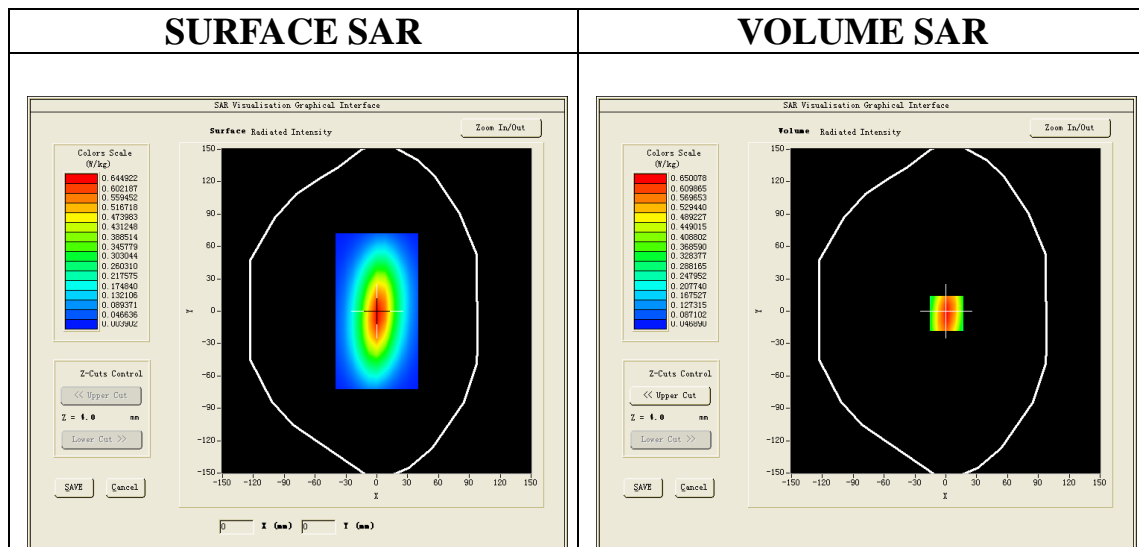 SURFACE SAR
VOLUME SAR
SAR Visualisation Graphical Interface
Surface Radiated Intensity
Zoom In/Out
Colors Scale
(W/kg)
0.644922
0.602187
0.559452
0.516718
0.473983
0.431248
0.388514
0.345779
0.303044
0.260310
0.217575
0.174840
0.132106
0.089371
0.046636
0.003902
Z-Cuts Control
<< Upper Cut
Z = 4.0 mm
Lower Cut >>
SAVE
Cancel
150
120
90
60
30
0
-30
-60
-90
-120
-150
Y
-150 -120 -90 -60 -30 0 30 60 90 120 150
X
0 X (mm) 0 Y (mm)
SAR Visualisation Graphical Interface
Volume Radiated Intensity
Zoom In/Out
Colors Scale
(W/kg)
0.650078
0.609865
0.569653
0.529440
0.489227
0.449015
0.408802
0.368590
0.328377
0.288165
0.247952
0.207740
0.167527
0.127315
0.087102
0.046890
Z-Cuts Control
<< Upper Cut
Z = 4.0 mm
Lower Cut >>
SAVE
Cancel
150
120
90
60
30
0
-30
-60
-90
-120
-150
Y
-150 -120 -90 -60 -30 0 30 60 90 120 150
X